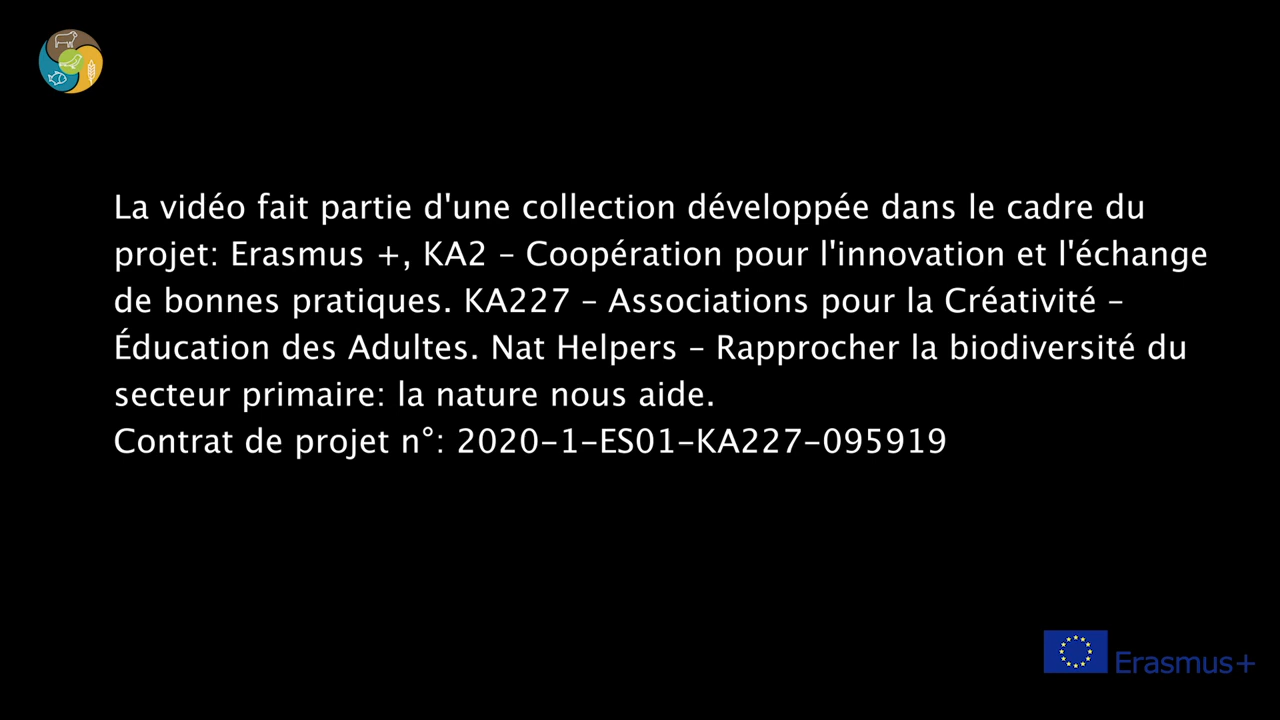 La vidéo fait partie d'une collection développée dans le cadre du
projet: Erasmus +, KA2 – Coopération pour l'innovation et l'échange
de bonnes pratiques. KA227 – Associations pour la Créativité –
Éducation des Adultes. Nat Helpers – Rapprocher la biodiversité du
secteur primaire: la nature nous aide.
Contrat de projet n°: 2020-1-ES01-KA227-095919
Erasmus+